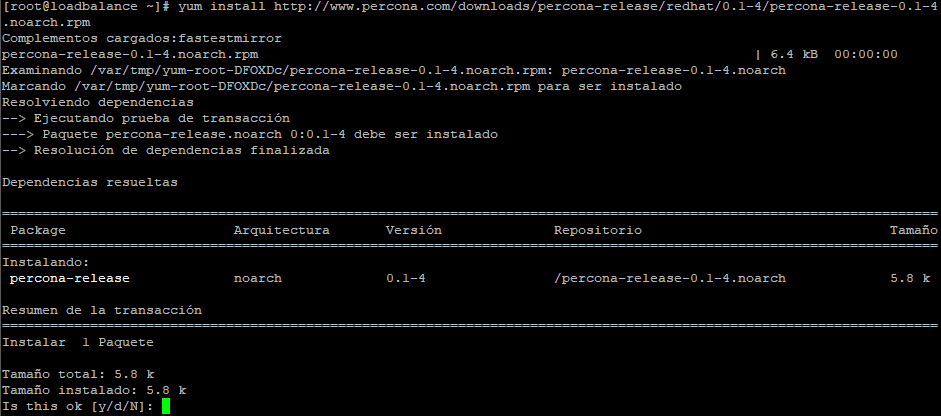 [root@loadbalance ~]# yum install http://www.percona.com/downloads/percona-release/redhat/0.1-4/percona-release-0.1-4
.noarch.rpm
Complementos cargados:fastestmirror
percona-release-0.1-4.noarch.rpm | 6.4 kB 00:00:00
Examinando /var/tmp/yum-root-DFOXDc/percona-release-0.1-4.noarch.rpm: percona-release-0.1-4.noarch
Marcando /var/tmp/yum-root-DFOXDc/percona-release-0.1-4.noarch.rpm para ser instalado
Resolviendo dependencias
--> Ejecutando prueba de transacción
---> Paquete percona-release.noarch 0:0.1-4 debe ser instalado
--> Resolución de dependencias finalizada
Dependencias resueltas
Package Arquitectura Versión Repositorio Tamaño
Instalando:
percona-release noarch 0.1-4 /percona-release-0.1-4.noarch 5.8 k
Resumen de la transacción
Instalar 1 Paquete
Tamaño total: 5.8 k
Tamaño instalado: 5.8 k
Is this ok [y/d/N]: